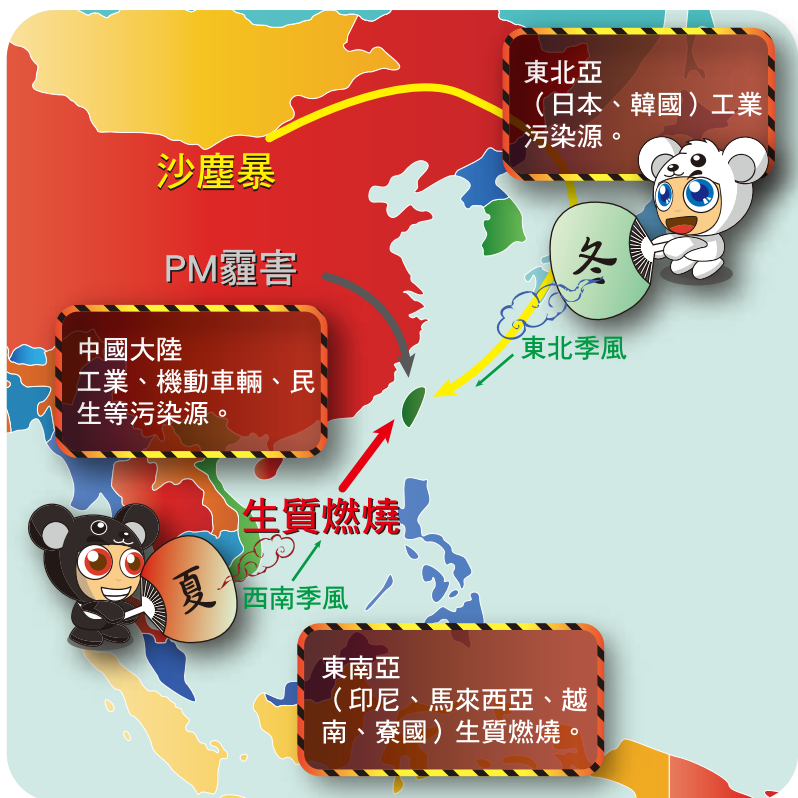 東北亞
（日本、韓國）工業
污染源。
沙塵暴
PM霾害
冬
東北季風
中國大陸
工業、機動車輛、民
生等污染源。
生質燃燒
夏
西南季風
東南亞
（印尼、馬來西亞、越
南、寮國）生質燃燒。